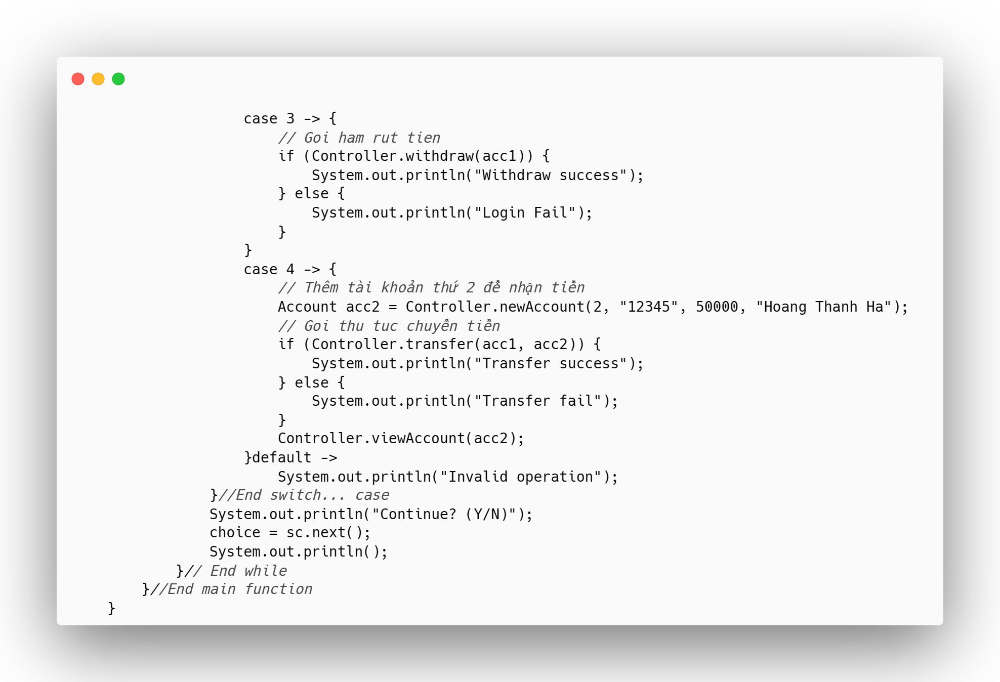 case 3 -> {
// Goi ham rut tien
if (Controller.withdraw(acc1)) {
System.out.println("Withdraw success");
} else {
System.out.println("Login Fail");
}
}
case 4 -> {
// Thêm tài khoản thứ 2 để nhận tiền
Account acc2 = Controller.newAccount(2, "12345", 50000, "Hoang Thanh Ha");
// Goi thu tuc chuyển tiền
if (Controller.transfer(acc1, acc2)) {
System.out.println("Transfer success");
} else {
System.out.println("Transfer fail");
}
Controller.viewAccount(acc2);
}default ->
System.out.println("Invalid operation");
}//End switch... case
System.out.println("Continue? (Y/N)");
choice = sc.next();
System.out.println();
}// End while
}//End main function
}